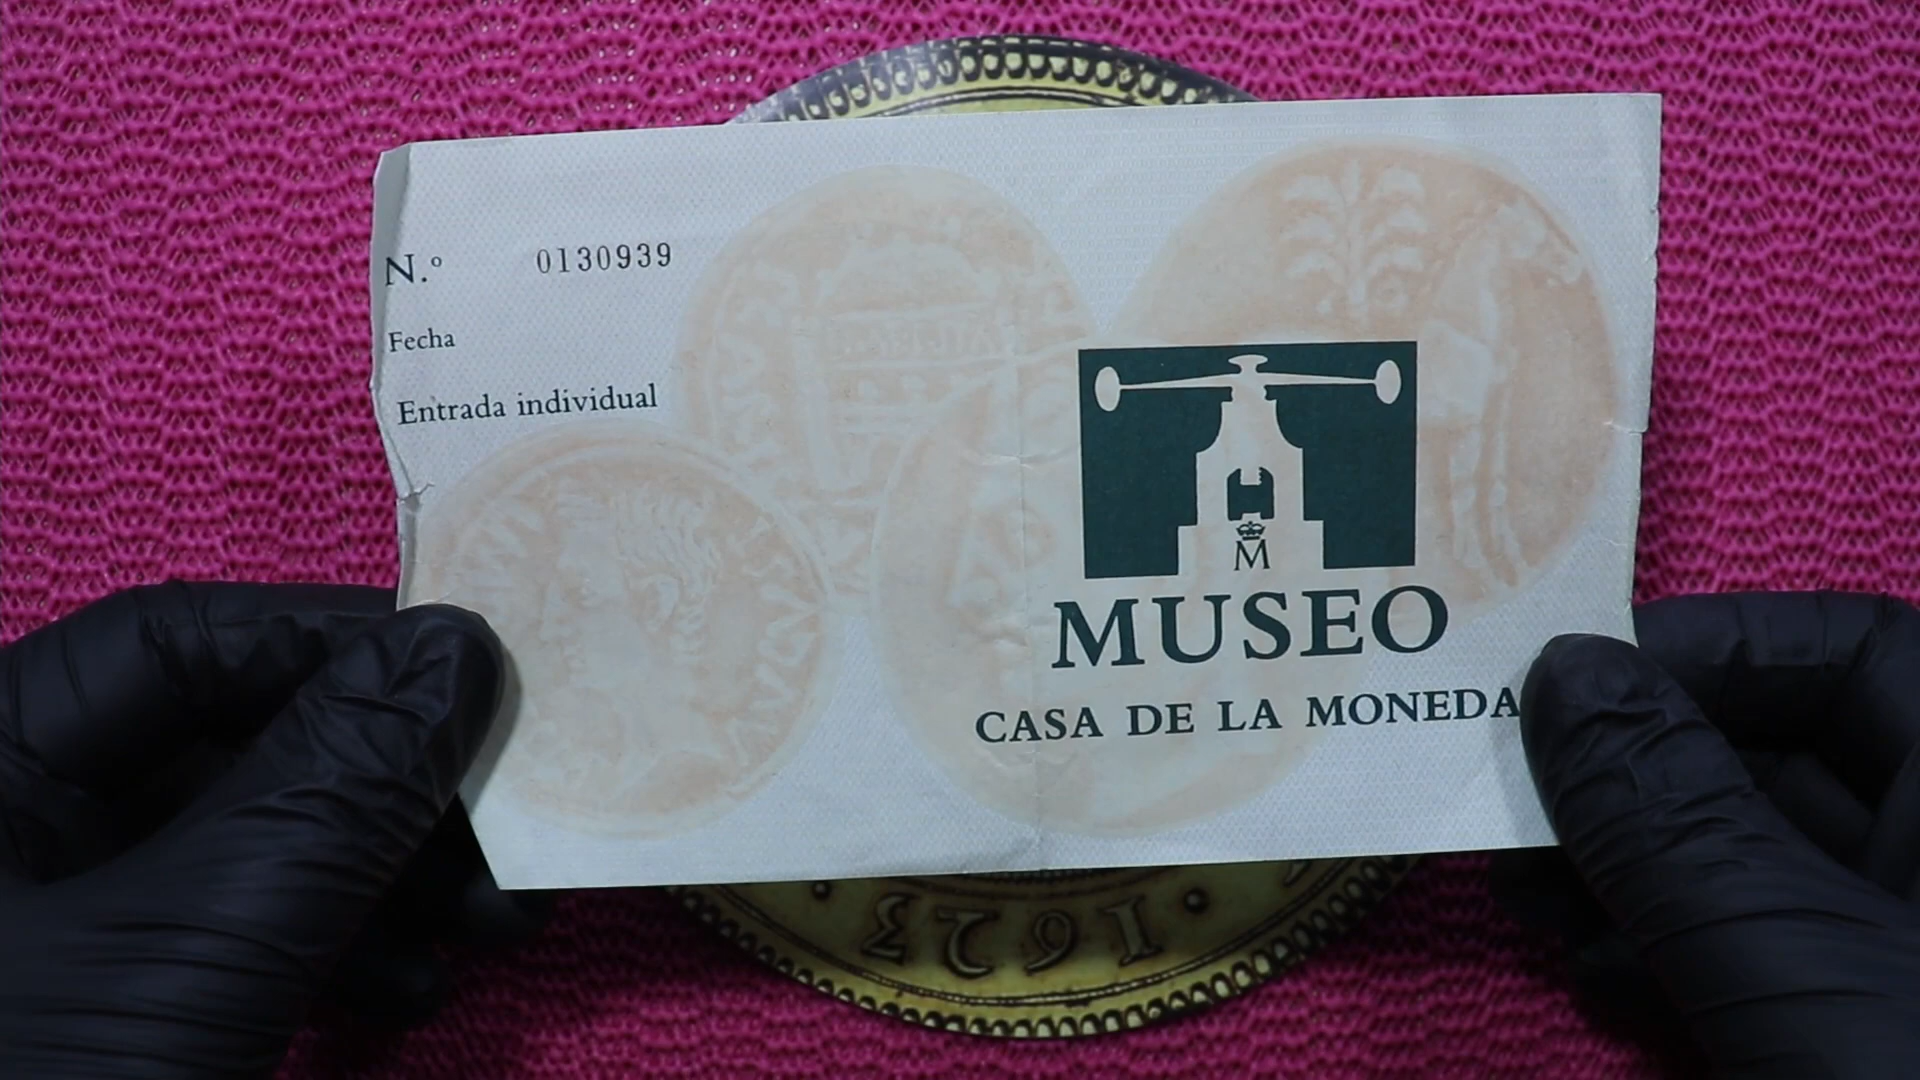 N.º 0130939
Fecha
Entrada individual
M
MUSEO
CASA DE LA MONEDA
1623